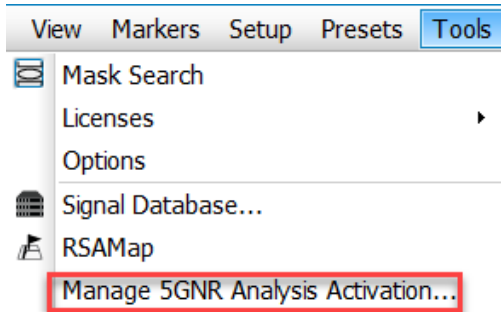 View Markers Setup Presets Tools
Mask Search
Licenses
Options
Signal Database...
RSAMap
Manage 5GNR Analysis Activation...